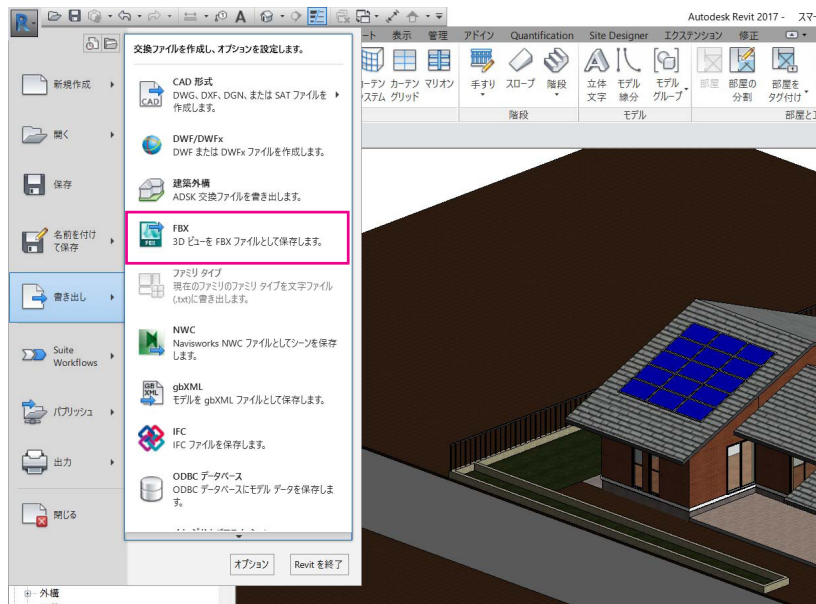 Autodesk Revit 2017 - スマ
ート 表示 管理 アドイン Quantification Site Designer エクステンション 修正
カーテン カーテン マリオン
システム グリッド
手すり スロープ 階段
立体 モデル モデル
文字 線分 グループ
部屋 部屋の 部屋を
分割 タグ付け
階段 モデル 部屋と
交換ファイルを作成し、オプションを設定します。
新規作成
開く
保存
名前を付け
て保存
書き出し
Suite
Workflows
パブリッシュ
出力
閉じる
CAD 形式
DWG、DXF、DGN、または SAT ファイルを
作成します。
DWF/DWFx
DWF または DWFx ファイルを作成します。
建築外構
ADSK 交換ファイルを書き出します。
FBX
3D ビューを FBX ファイルとして保存します。
ファミリ タイプ
現在のファミリのファミリ タイプを文字ファイル
(.txt)に書き出します。
NWC
Navisworks NWC ファイルとしてシーンを保存
します。
gbXML
モデルを gbXML ファイルとして保存します。
IFC
IFC ファイルを保存します。
ODBC データベース
ODBC データベースにモデル データを保存しま
す。
オプション Revit を終了
外構